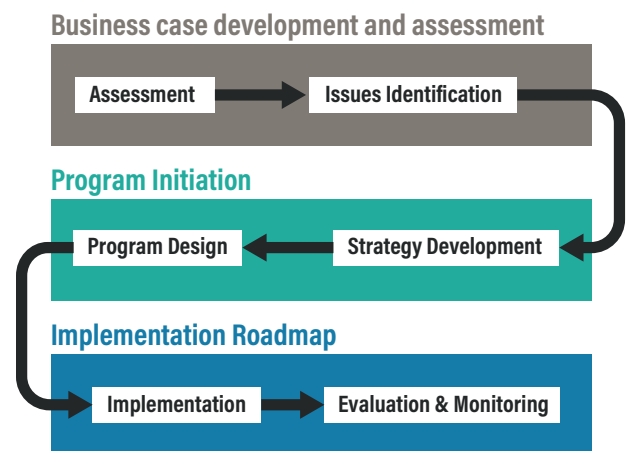 Business case development and assessment
Assessment
Issues Identification
Program Initiation
Program Design
Strategy Development
Implementation Roadmap
Implementation
Evaluation & Monitoring